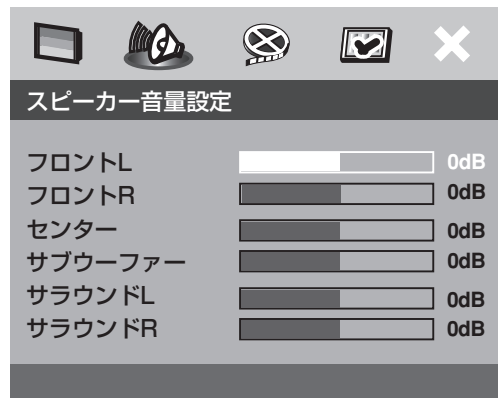 スピーカー音量設定
フロントL 0dB
フロントR 0dB
センター 0dB
サブウーファー 0dB
サラウンドL 0dB
サラウンドR 0dB